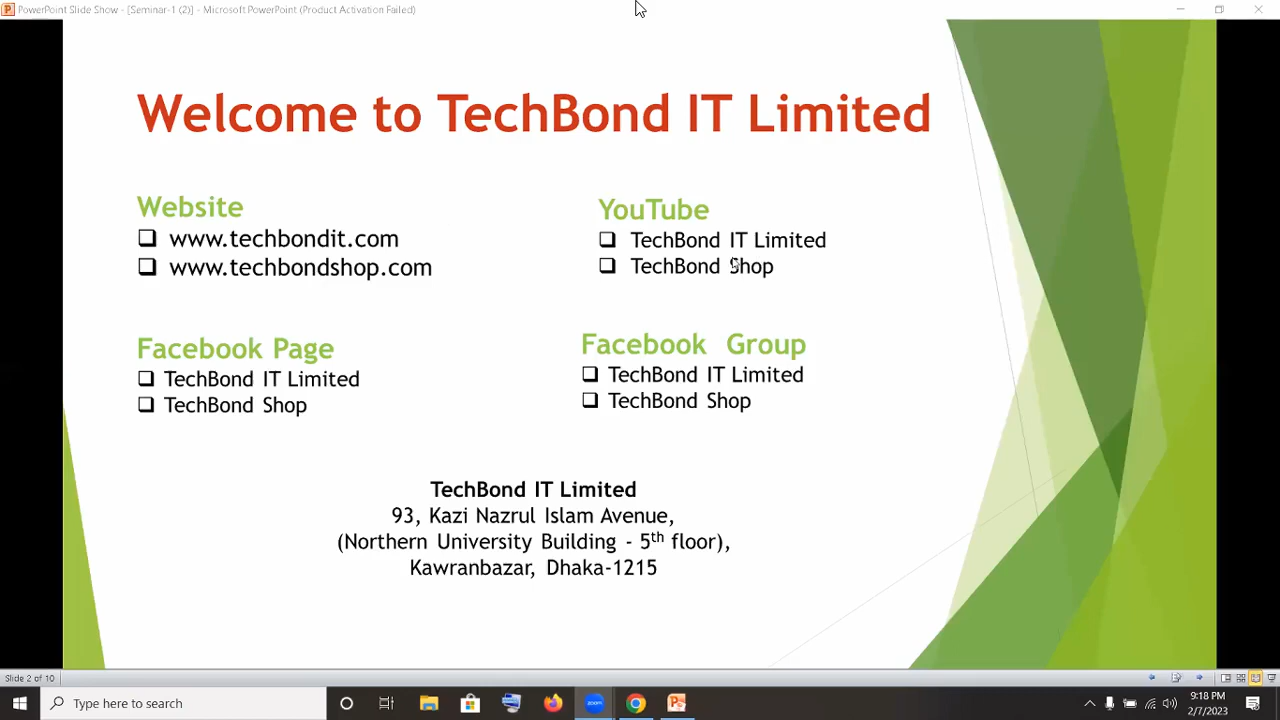 PowerPoint Slide Show - [Seminar-1 (2)] - Microsoft PowerPoint (Product Activation Failed)
Welcome to TechBond IT Limited
Website
www.techbondit.com
www.techbondshop.com
YouTube
TechBond IT Limited
TechBond Shop
Facebook Page
TechBond IT Limited
TechBond Shop
Facebook Group
TechBond IT Limited
TechBond Shop
TechBond IT Limited
93, Kazi Nazrul Islam Avenue,
(Northern University Building - 5th floor),
Kawranbazar, Dhaka-1215
Slide 2 of 10
Type here to search
zoom
9:18 PM
2/7/2023